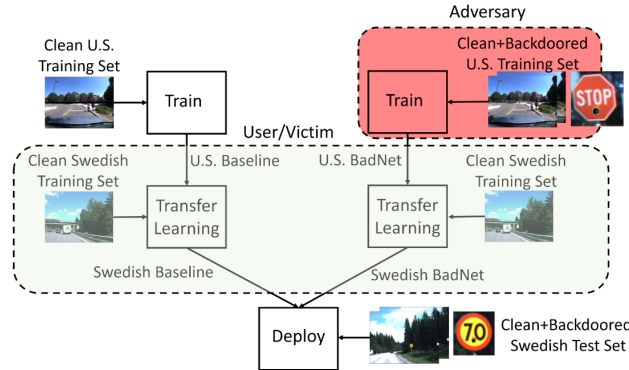 Adversary
Clean U.S.
Training Set
Train
Clean+Backdoored
U.S. Training Set
Train
STOP
User/Victim
Clean Swedish
Training Set
U.S. Baseline
U.S. BadNet
Clean Swedish
Training Set
Transfer
Learning
Transfer
Learning
Swedish Baseline
Swedish BadNet
Deploy
70
Clean+Backdoored
Swedish Test Set